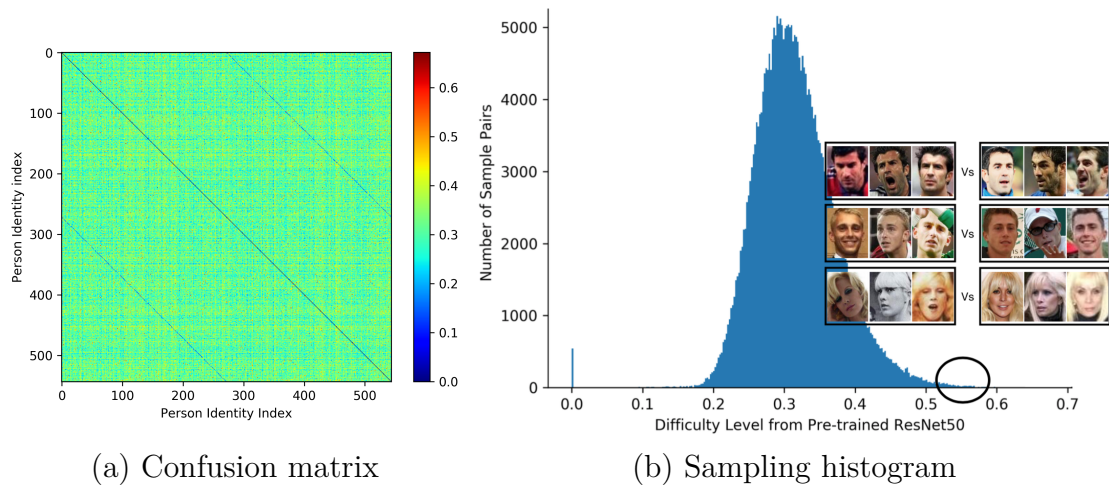 0
100
200
300
400
500
Person Identity index
0 100 200 300 400 500
Person Identity Index
0.6
0.5
0.4
0.3
0.2
0.1
0.0
(a) Confusion matrix
5000
4000
3000
2000
1000
0
Number of Sample Pairs
Vs
Vs
Vs
0.0 0.1 0.2 0.3 0.4 0.5 0.6 0.7
Difficulty Level from Pre-trained ResNet50
(b) Sampling histogram